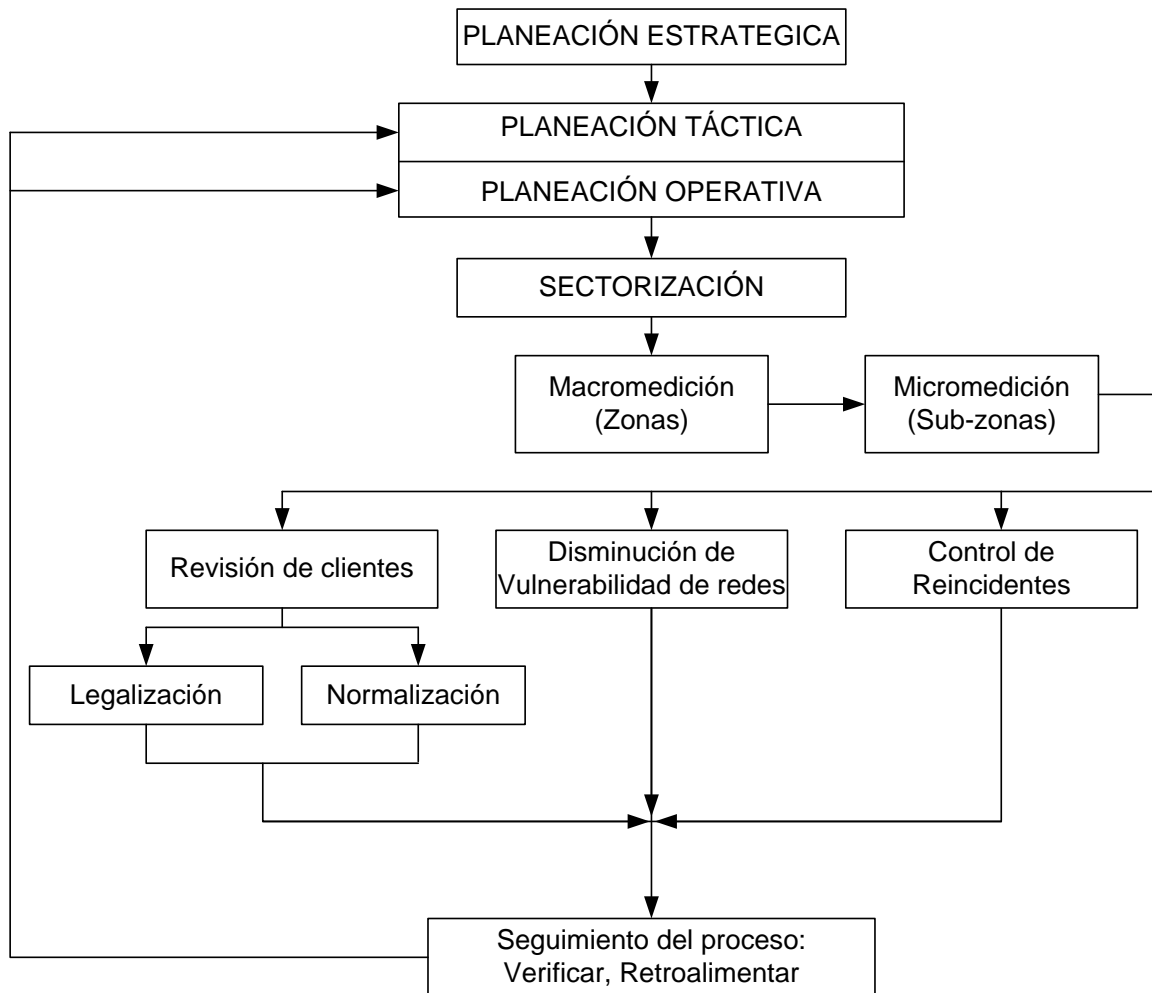 PLANEACIÓN ESTRATEGICA
PLANEACIÓN TÁCTICA
PLANEACIÓN OPERATIVA
SECTORIZACIÓN
Macromedición
(Zonas)
Micromedición
(Sub-zonas)
Revisión de clientes
Disminución de
Vulnerabilidad de redes
Control de
Reincidentes
Legalización
Normalización
Seguimiento del proceso:
Verificar, Retroalimentar